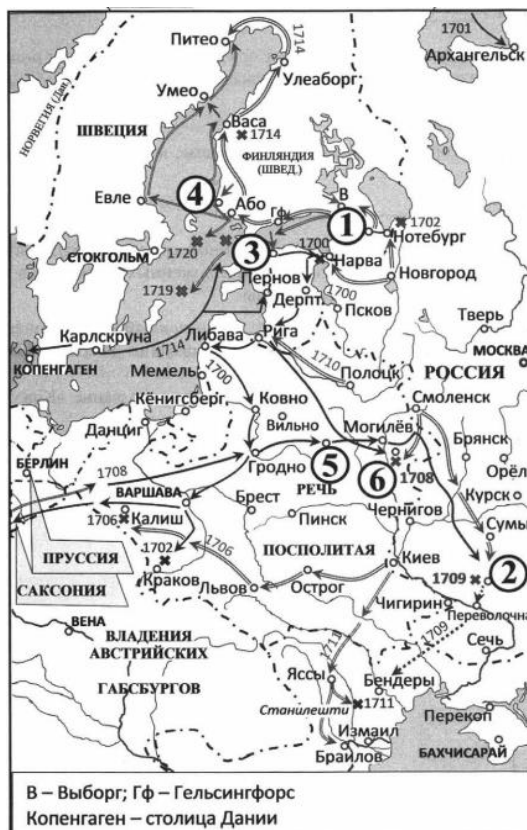 1701
Архангельск
1714
Питео
Улеаборг
НОРВЕГИЯ (Дан.)
Умео
Васа
1714
ШВЕЦИЯ
ФИНЛЯНДИЯ
(ШВЕД.)
Евле
4
Або
Гф
В
1
1702
Нотебург
СТОКГОЛЬМ
1720
3
1700
Нарва
Новгород
1719
Пернов
Дерпт
1700
Псков
Тверь
Карлскруна
1714
Либава
Рига
МОСКВА
КОПЕНГАГЕН
Мемель
1700
1710
Полоцк
РОССИЯ
Кёнигсберг
Ковно
Смоленск
Данциг
Вильно
Могилёв
Брянск
БЕРЛИН
1708
Гродно
5
6
1708
Орёл
ВАРШАВА
Брест
РЕЧЬ
Курск
1706
Калиш
Пинск
Чернигов
Сумы
ПРУССИЯ
1702
1706
ПОСПОЛИТАЯ
Киев
1709
2
САКСОНИЯ
Краков
Львов
Острог
Чигирин
Переволочна
ВЕНА
ВЛАДЕНИЯ
АВСТРИЙСКИХ
ГАБСБУРГОВ
1711
1709
Сечь
Яссы
Бендеры
Станилешти
1711
Перекоп
Измаил
Браилов
БАХЧИСАРАЙ
В – Выборг; Гф – Гельсингфорс
Копенгаген – столица Дании